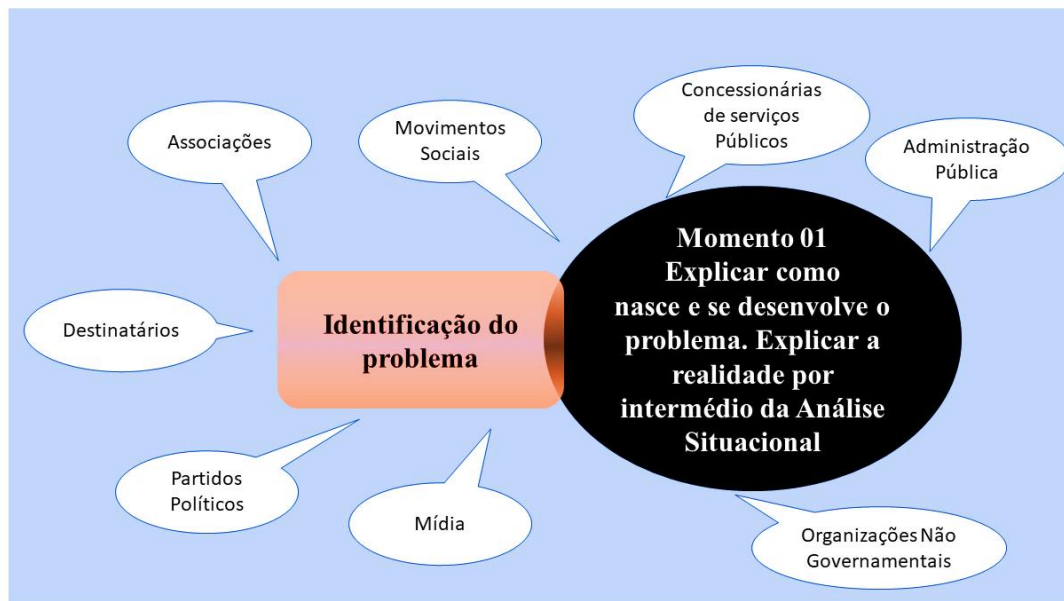 Associações
Movimentos
Sociais
Concessionárias
de serviços
Públicos
Administração
Pública
Destinatários
Identificação do
problema
Momento 01
Explicar como
nasce e se desenvolve o
problema. Explicar a
realidade por
intermédio da Análise
Situacional
Partidos
Políticos
Mídia
Organizações Não
Governamentais